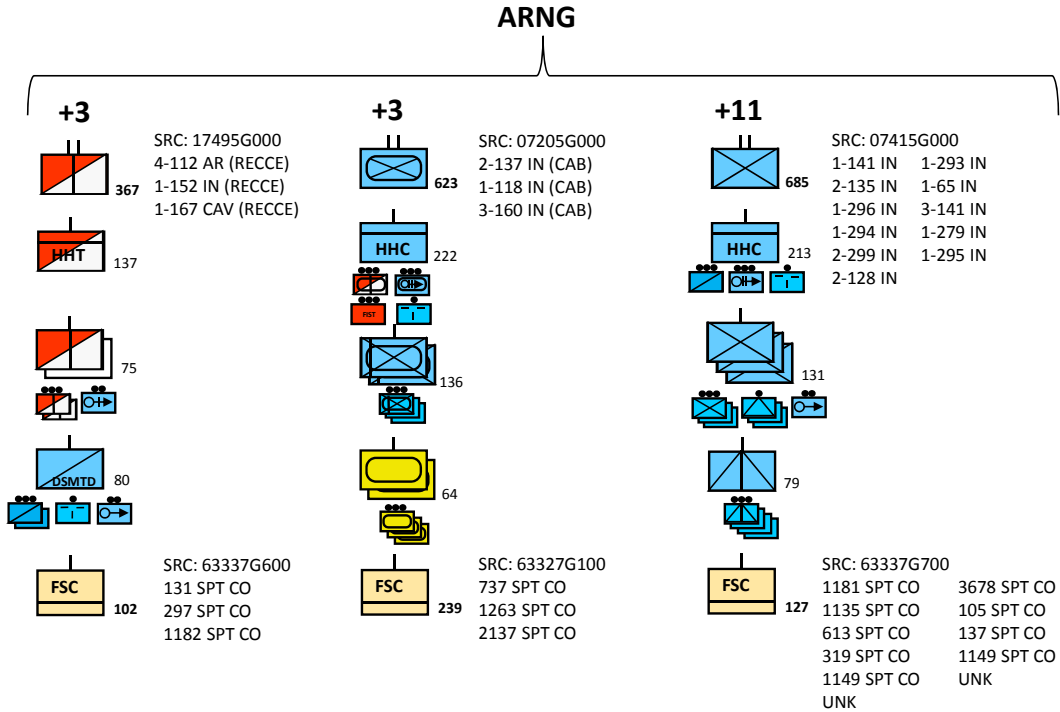 ARNG
+3
SRC: 17495G000
4-112 AR (RECCE)
1-152 IN (RECCE)
1-167 CAV (RECCE)
367
HHT
137
75
DSMTD
80
SRC: 63337G600
131 SPT CO
297 SPT CO
1182 SPT CO
FSC
102
+3
SRC: 07205G000
2-137 IN (CAB)
1-118 IN (CAB)
3-160 IN (CAB)
623
HHC
222
FIST
136
64
SRC: 63327G100
737 SPT CO
1263 SPT CO
2137 SPT CO
FSC
239
+11
SRC: 07415G000
1-141 IN 1-293 IN
2-135 IN 1-65 IN
1-296 IN 3-141 IN
1-294 IN 1-279 IN
2-299 IN 1-295 IN
2-128 IN
685
HHC
213
131
79
SRC: 63337G700
1181 SPT CO 3678 SPT CO
1135 SPT CO 105 SPT CO
613 SPT CO 137 SPT CO
319 SPT CO 1149 SPT CO
1149 SPT CO UNK
UNK
FSC
127